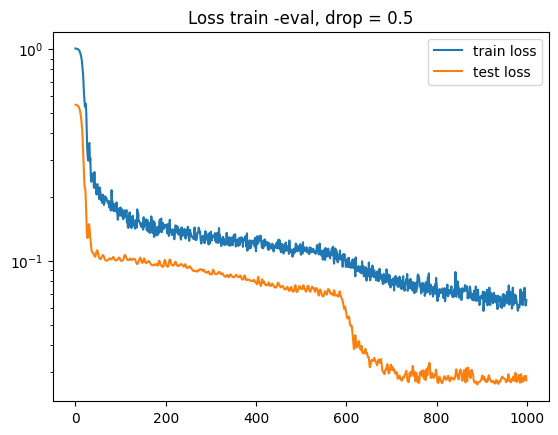 Loss train -eval, drop = 0.5
train loss
test loss
10⁰
10⁻¹
0 200 400 600 800 1000